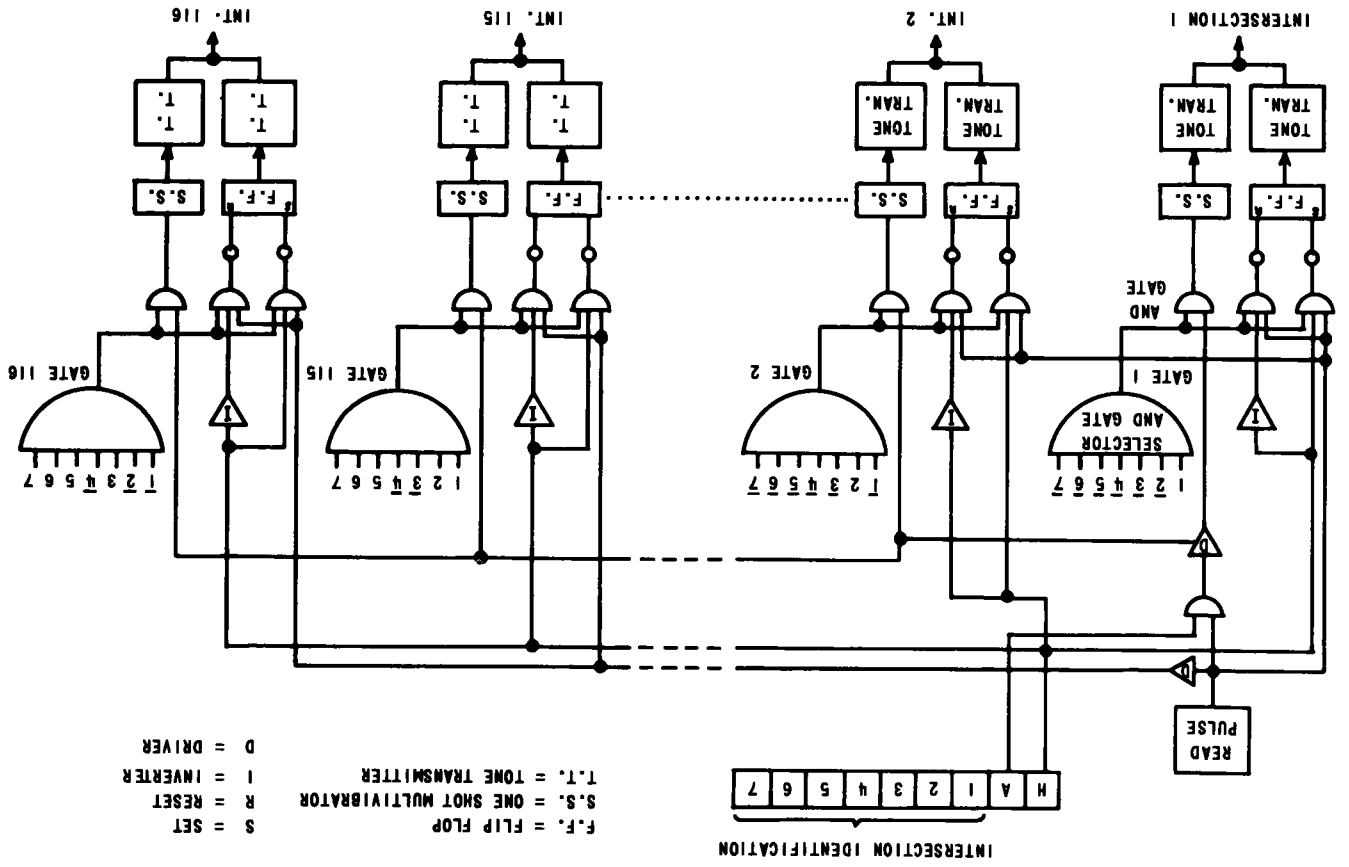 INTERSECTION IDENTIFICATION
H A 1 2 3 4 5 6 7
F.F. = FLIP FLOP
S.S. = ONE SHOT MULTIVIBRATOR
T.T. = TONE TRANSMITTER
S = SET
R = RESET
I = INVERTER
D = DRIVER
READ
PULSE
D
D
1 2̅ 3̅ 4̅ 5̅ 6̅ 7̅
SELECTOR
AND GATE
GATE 1
I
1̅ 2 3̅ 4̅ 5̅ 6̅ 7̅
GATE 2
I
1 2 3̅ 4̅ 5 6 7
GATE 115
I
1̅ 2̅ 3 4̅ 5 6 7
GATE 116
I
AND
GATE
S F.F. R
S.S.
S F.F. R
S.S.
F.F.
S.S.
S F.F. R
S.S.
TONE
TRAN.
TONE
TRAN.
TONE
TRAN.
TONE
TRAN.
T.
T.
T.
T.
T.
T.
T.
T.
INTERSECTION 1
INT. 2
INT. 115
INT. 116